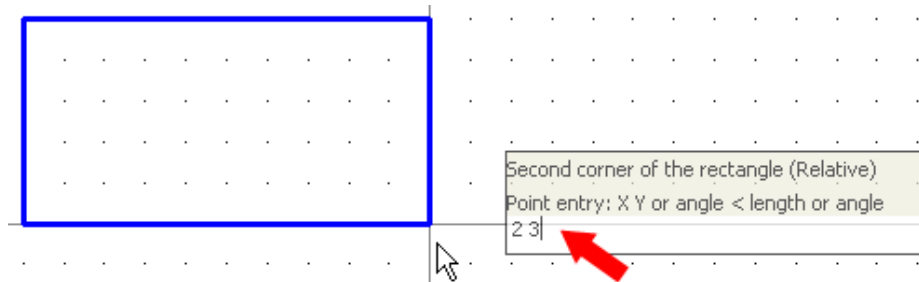 Second corner of the rectangle (Relative)
Point entry: X Y or angle < length or angle
2 3